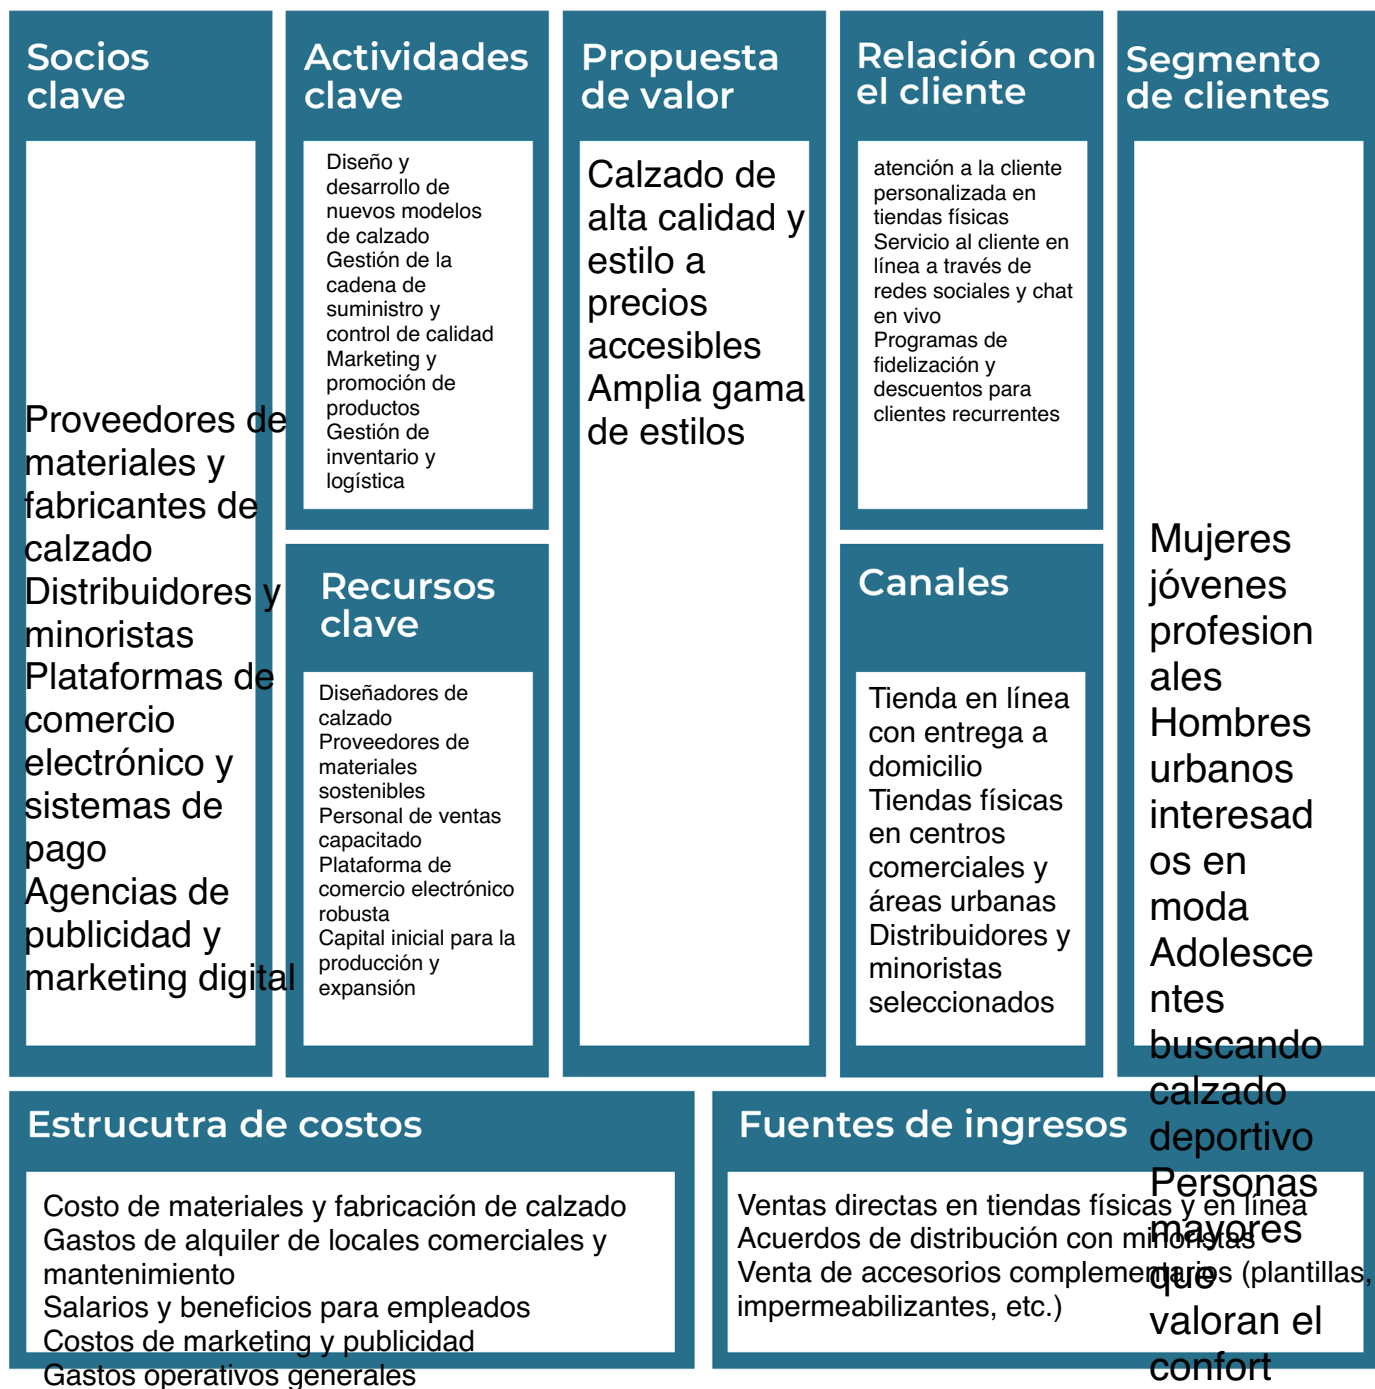 Socios
clave
Proveedores de
materiales y
fabricantes de
calzado
Distribuidores y
minoristas
Plataformas de
comercio
electrónico y
sistemas de
pago
Agencias de
publicidad y
marketing digital
Actividades
clave
Diseño y
desarrollo de
nuevos modelos
de calzado
Gestión de la
cadena de
suministro y
control de calidad
Marketing y
promoción de
productos
Gestión de
inventario y
logística
Recursos
clave
Diseñadores de
calzado
Proveedores de
materiales
sostenibles
Personal de ventas
capacitado
Plataforma de
comercio electrónico
robusta
Capital inicial para la
producción y
expansión
Propuesta
de valor
Calzado de
alta calidad y
estilo a
precios
accesibles
Amplia gama
de estilos
Relación con
el cliente
atención a la cliente
personalizada en
tiendas físicas
Servicio al cliente en
línea a través de
redes sociales y chat
en vivo
Programas de
fidelización y
descuentos para
clientes recurrentes
Canales
Tienda en línea
con entrega a
domicilio
Tiendas físicas
en centros
comerciales y
áreas urbanas
Distribuidores y
minoristas
seleccionados
Segmento
de clientes
Mujeres
jóvenes
profesion
ales
Hombres
urbanos
interesad
os en
moda
Adolesce
ntes
buscando
calzado
deportivo
Personas
mayores
que
valoran el
confort
Estrucutra de costos
Costo de materiales y fabricación de calzado
Gastos de alquiler de locales comerciales y
mantenimiento
Salarios y beneficios para empleados
Costos de marketing y publicidad
Gastos operativos generales
Fuentes de ingresos
Ventas directas en tiendas físicas y en línea
Acuerdos de distribución con minoristas
Venta de accesorios complementarios (plantillas,
impermeabilizantes, etc.)